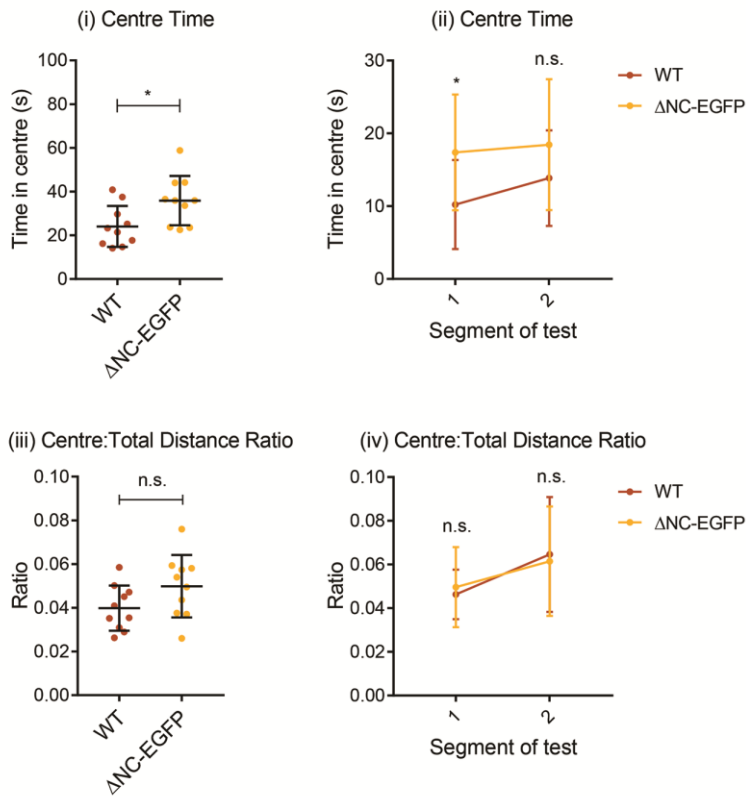 (i) Centre Time
Time in centre (s)
100
80
60
40
20
0
*
WT
ΔNC-EGFP
(ii) Centre Time
Time in centre (s)
30
20
10
0
*
n.s.
1
2
Segment of test
WT
ΔNC-EGFP
(iii) Centre:Total Distance Ratio
Ratio
0.10
0.08
0.06
0.04
0.02
0.00
n.s.
WT
ΔNC-EGFP
(iv) Centre:Total Distance Ratio
Ratio
0.10
0.08
0.06
0.04
0.02
0.00
n.s.
n.s.
1
2
Segment of test
WT
ΔNC-EGFP